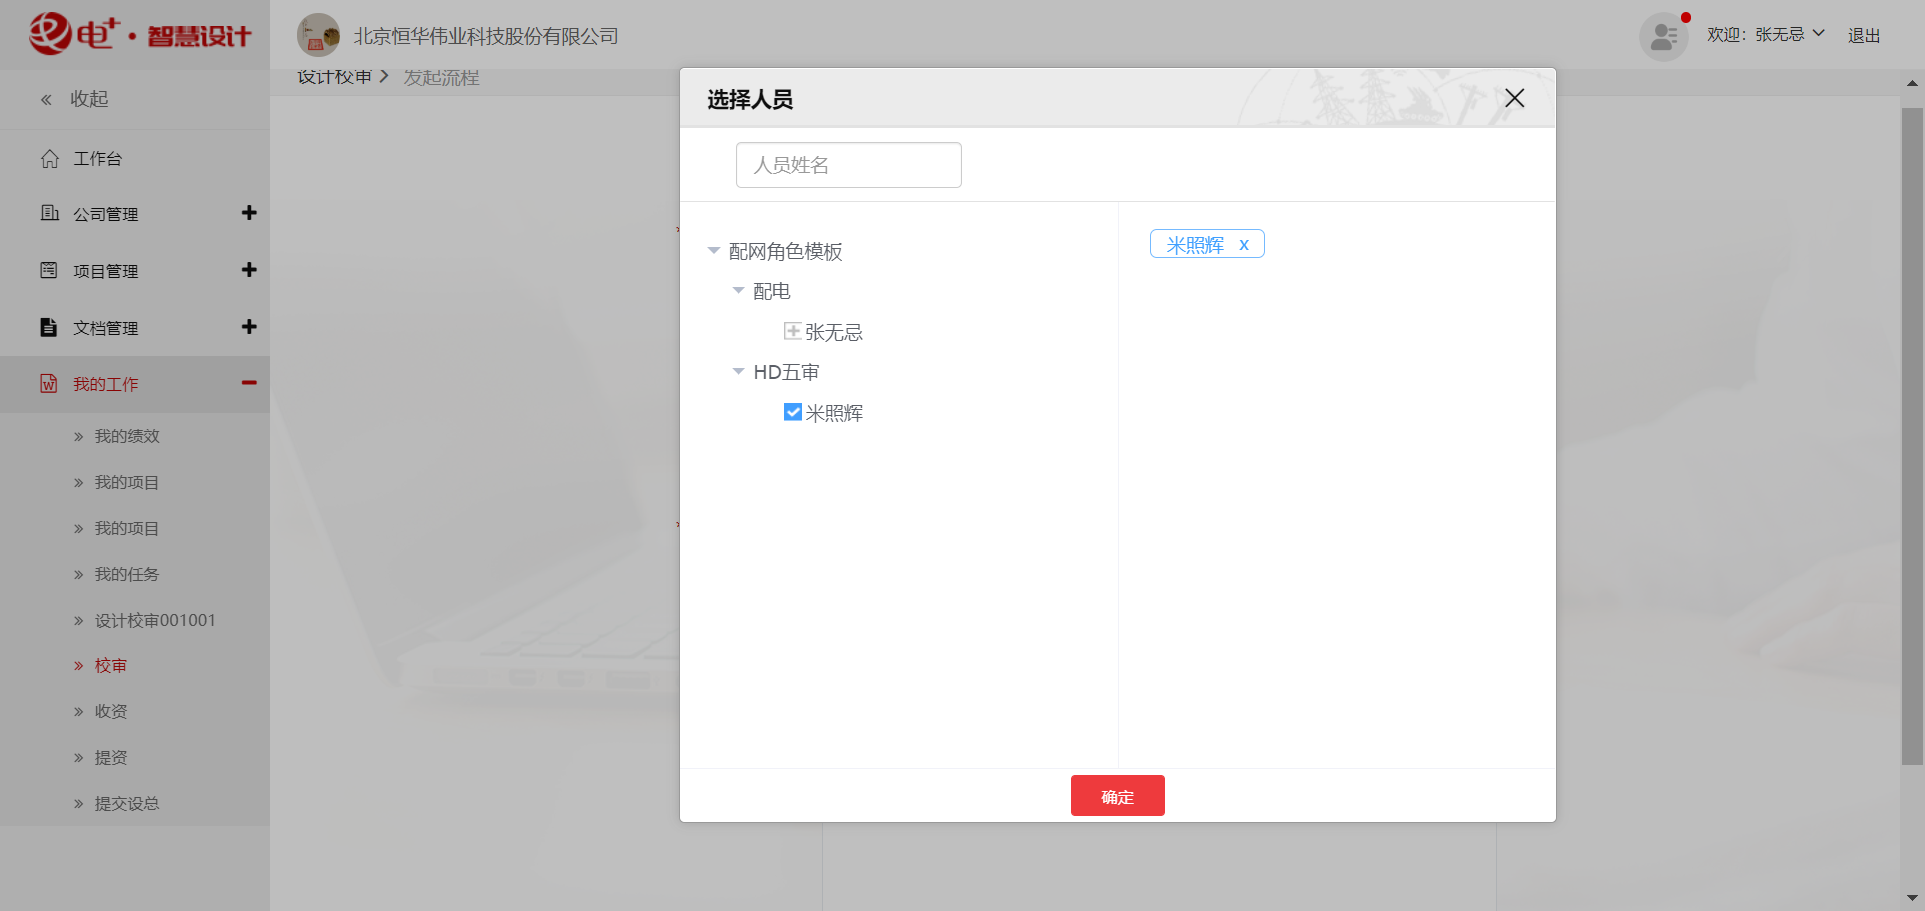 电+·智慧设计
北京恒华伟业科技股份有限公司
欢迎：张无忌
退出
« 收起
设计校审 > 发起流程
工作台
公司管理
项目管理
文档管理
我的工作
» 我的绩效
» 我的项目
» 我的项目
» 我的任务
» 设计校审001001
» 校审
» 收资
» 提资
» 提交设总
选择人员
人员姓名
配网角色模板
配电
张无忌
HD五审
米照辉
米照辉 x
确定